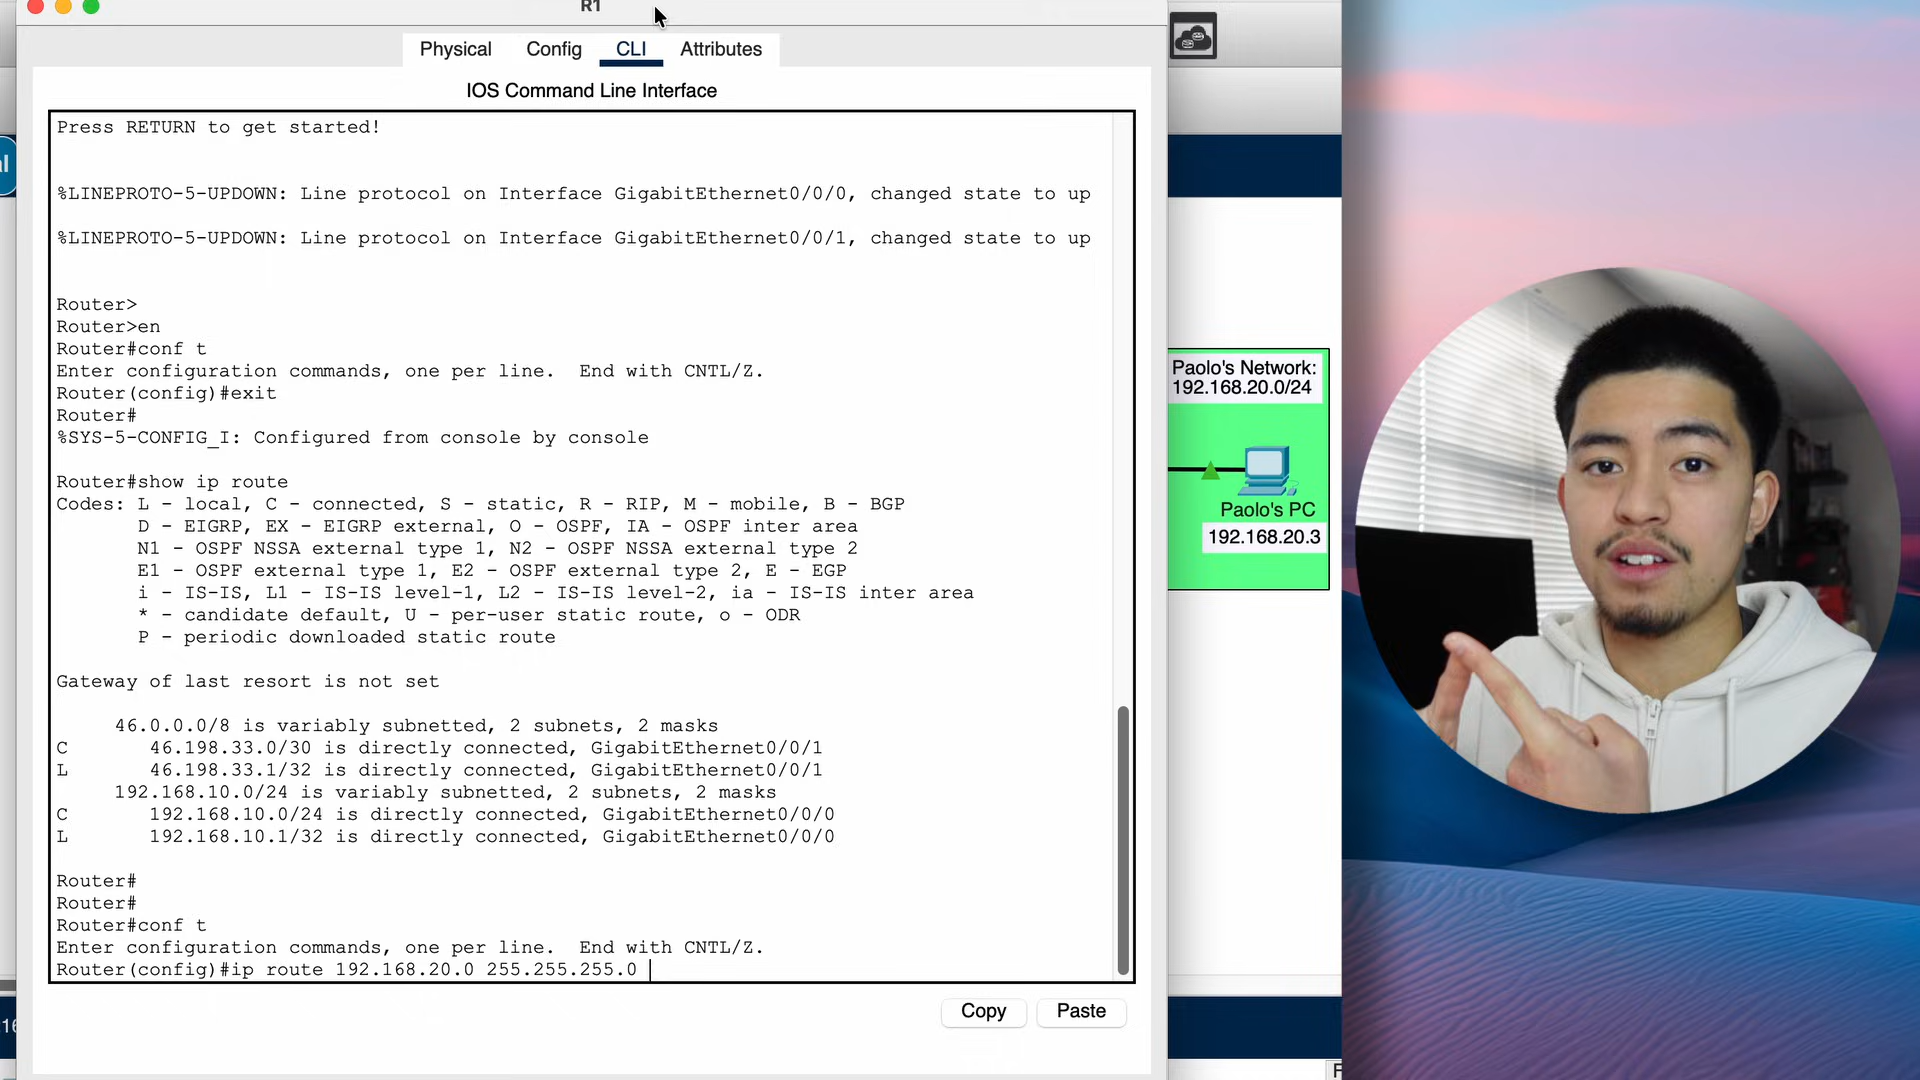 R1
Physical Config CLI Attributes
IOS Command Line Interface
Press RETURN to get started!
%LINEPROTO-5-UPDOWN: Line protocol on Interface GigabitEthernet0/0/0, changed state to up
%LINEPROTO-5-UPDOWN: Line protocol on Interface GigabitEthernet0/0/1, changed state to up
Router>
Router>en
Router#conf t
Enter configuration commands, one per line.  End with CNTL/Z.
Router(config)#exit
Router#
%SYS-5-CONFIG_I: Configured from console by console
Router#show ip route
Codes: L - local, C - connected, S - static, R - RIP, M - mobile, B - BGP
D - EIGRP, EX - EIGRP external, O - OSPF, IA - OSPF inter area
N1 - OSPF NSSA external type 1, N2 - OSPF NSSA external type 2
E1 - OSPF external type 1, E2 - OSPF external type 2, E - EGP
i - IS-IS, L1 - IS-IS level-1, L2 - IS-IS level-2, ia - IS-IS inter area
* - candidate default, U - per-user static route, o - ODR
P - periodic downloaded static route
Gateway of last resort is not set
46.0.0.0/8 is variably subnetted, 2 subnets, 2 masks
C 46.198.33.0/30 is directly connected, GigabitEthernet0/0/1
L 46.198.33.1/32 is directly connected, GigabitEthernet0/0/1
192.168.10.0/24 is variably subnetted, 2 subnets, 2 masks
C 192.168.10.0/24 is directly connected, GigabitEthernet0/0/0
L 192.168.10.1/32 is directly connected, GigabitEthernet0/0/0
Router#
Router#
Router#conf t
Enter configuration commands, one per line.  End with CNTL/Z.
Router(config)#ip route 192.168.20.0 255.255.255.0
Copy Paste
Paolo's Network:
192.168.20.0/24
Paolo's PC
192.168.20.3